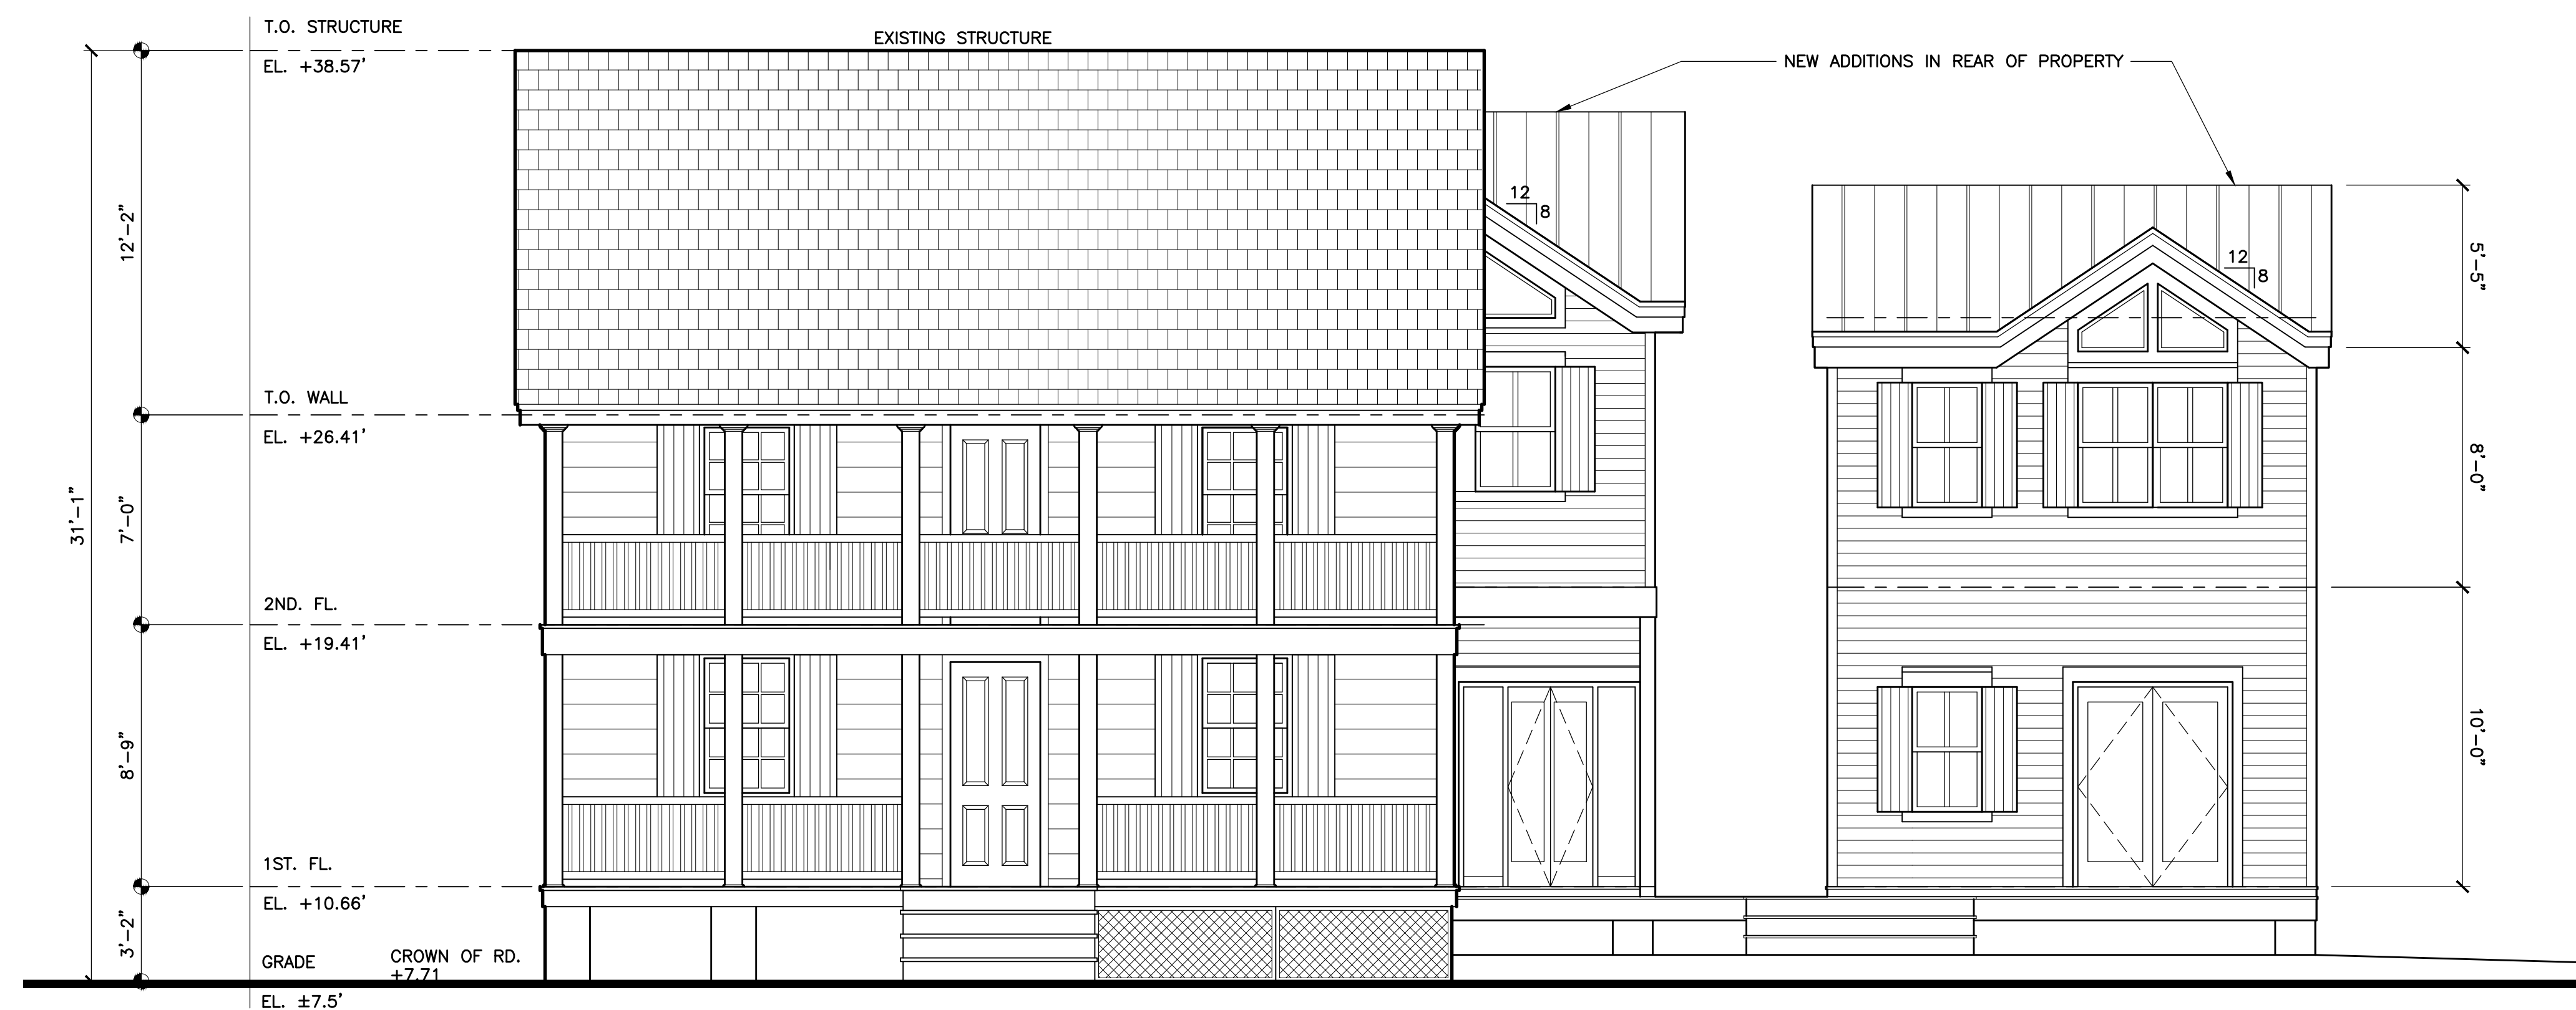 T.O. STRUCTURE
EL. +38.57'
EXISTING STRUCTURE
NEW ADDITIONS IN REAR OF PROPERTY
12
8
12
8
12'-2"
5'-5"
T.O. WALL
EL. +26.41'
31'-1"
7'-0"
8'-0"
2ND. FL.
EL. +19.41'
8'-9"
10'-0"
1ST. FL.
EL. +10.66'
3'-2"
GRADE
CROWN OF RD.
+7.71
EL. ±7.5'